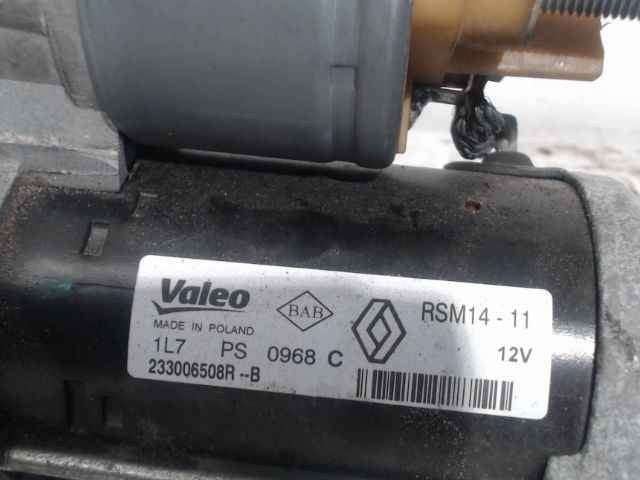 Valeo
MADE IN POLAND
BAB
RSM14 - 11
1L7 PS 0968 C
12V
233006508R --B